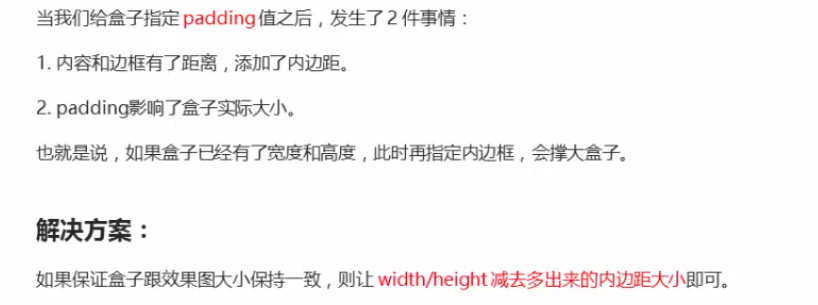 当我们给盒子指定 padding 值之后，发生了 2 件事情：
1. 内容和边框有了距离，添加了内边距。
2. padding影响了盒子实际大小。
也就是说，如果盒子已经有了宽度和高度，此时再指定内边框，会撑大盒子。
解决方案：
如果保证盒子跟效果图大小保持一致，则让 width/height 减去多出来的内边距大小即可。